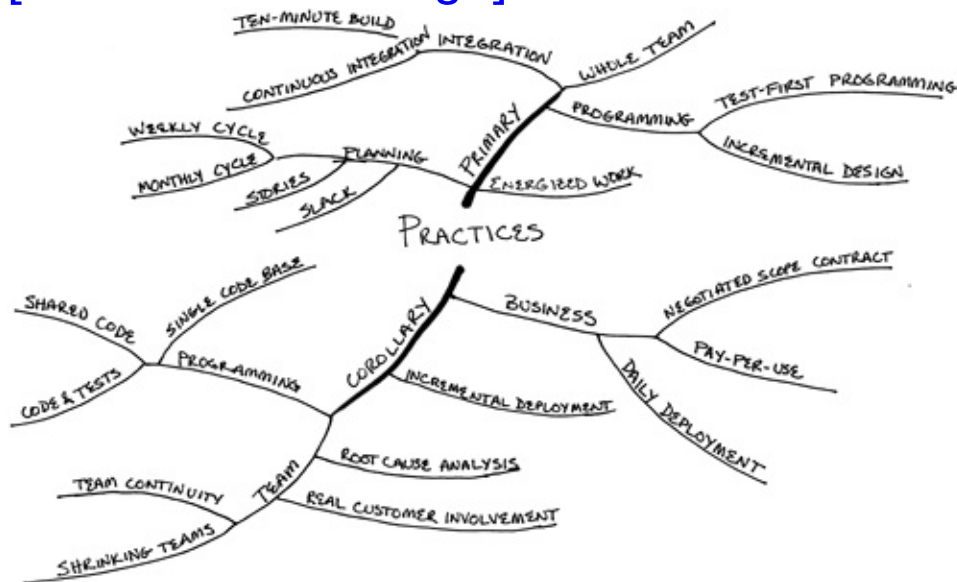 TEN-MINUTE BUILD
CONTINUOUS INTEGRATION
INTEGRATION
WHOLE TEAM
PRIMARY
PROGRAMMING
TEST-FIRST PROGRAMMING
INCREMENTAL DESIGN
WEEKLY CYCLE
MONTHLY CYCLE
PLANNING
STORIES
SLACK
ENERGIZED WORK
PRACTICES
SHARED CODE
SINGLE CODE BASE
CODE & TESTS
PROGRAMMING
COROLLARY
BUSINESS
NEGOTIATED SCOPE CONTRACT
PAY-PER-USE
DAILY DEPLOYMENT
INCREMENTAL DEPLOYMENT
TEAM
ROOT CAUSE ANALYSIS
REAL CUSTOMER INVOLVEMENT
TEAM CONTINUITY
SHRINKING TEAMS